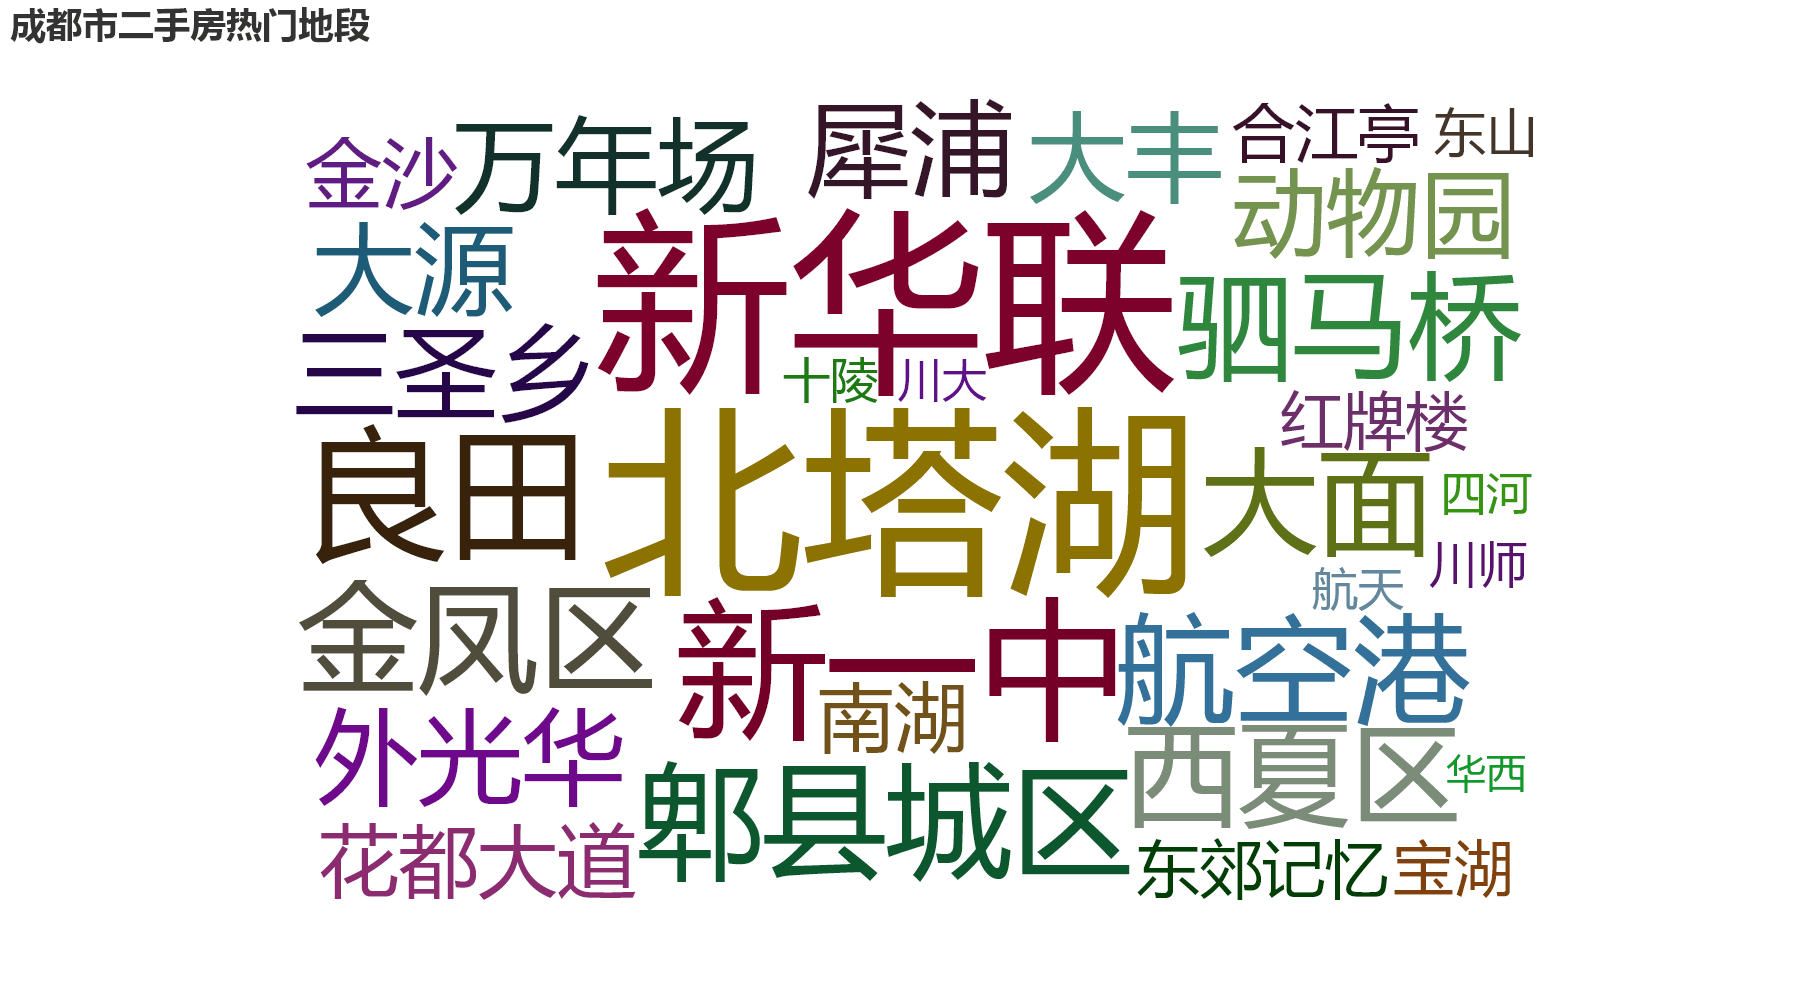 成都市二手房热门地段
金沙
万年场
犀浦
大丰
合江亭
东山
大源
新华联
动物园
三圣乡
驷马桥
十陵
川大
红牌楼
良田
北塔湖
大面
四河
川师
航天
金凤区
新一中
航空港
外光华
南湖
西夏区
华西
郫县城区
花都大道
东郊记忆
宝湖